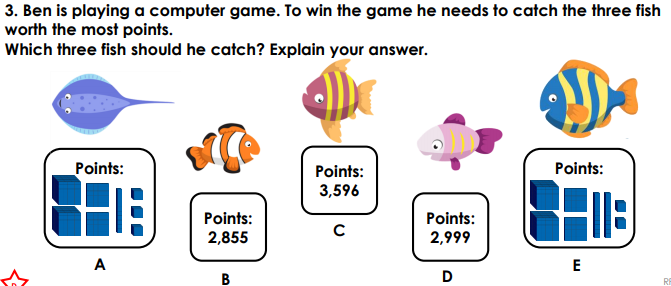 3. Ben is playing a computer game. To win the game he needs to catch the three fish
worth the most points.
Which three fish should he catch? Explain your answer.
Points:
A
Points:
2,855
B
Points:
3,596
C
Points:
2,999
D
Points:
E